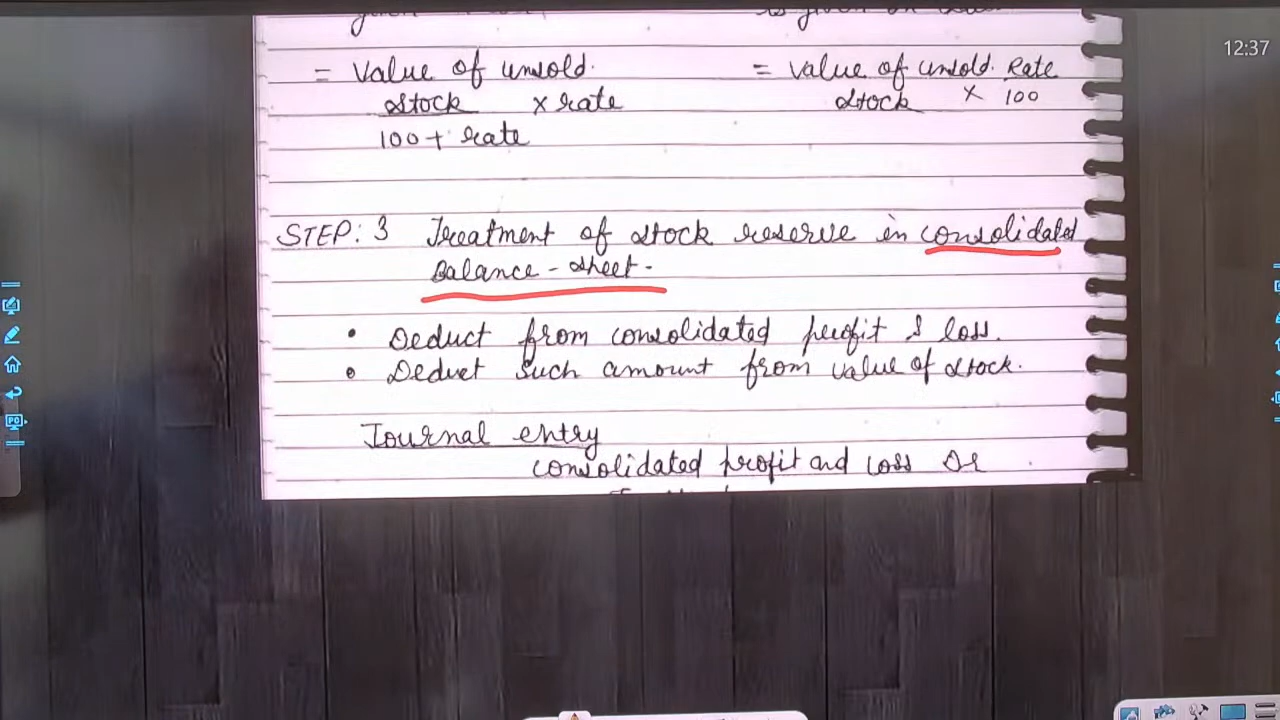 12:37
= Value of unsold.
stock × rate
100 + rate
= Value of unsold. Rate
stock × 100
STEP: 3 Treatment of stock reserve in consolidated
Balance - sheet -
• Deduct from consolidated profit & loss.
• Deduct such amount from value of stock.
Journal entry
consolidated profit and loss Dr